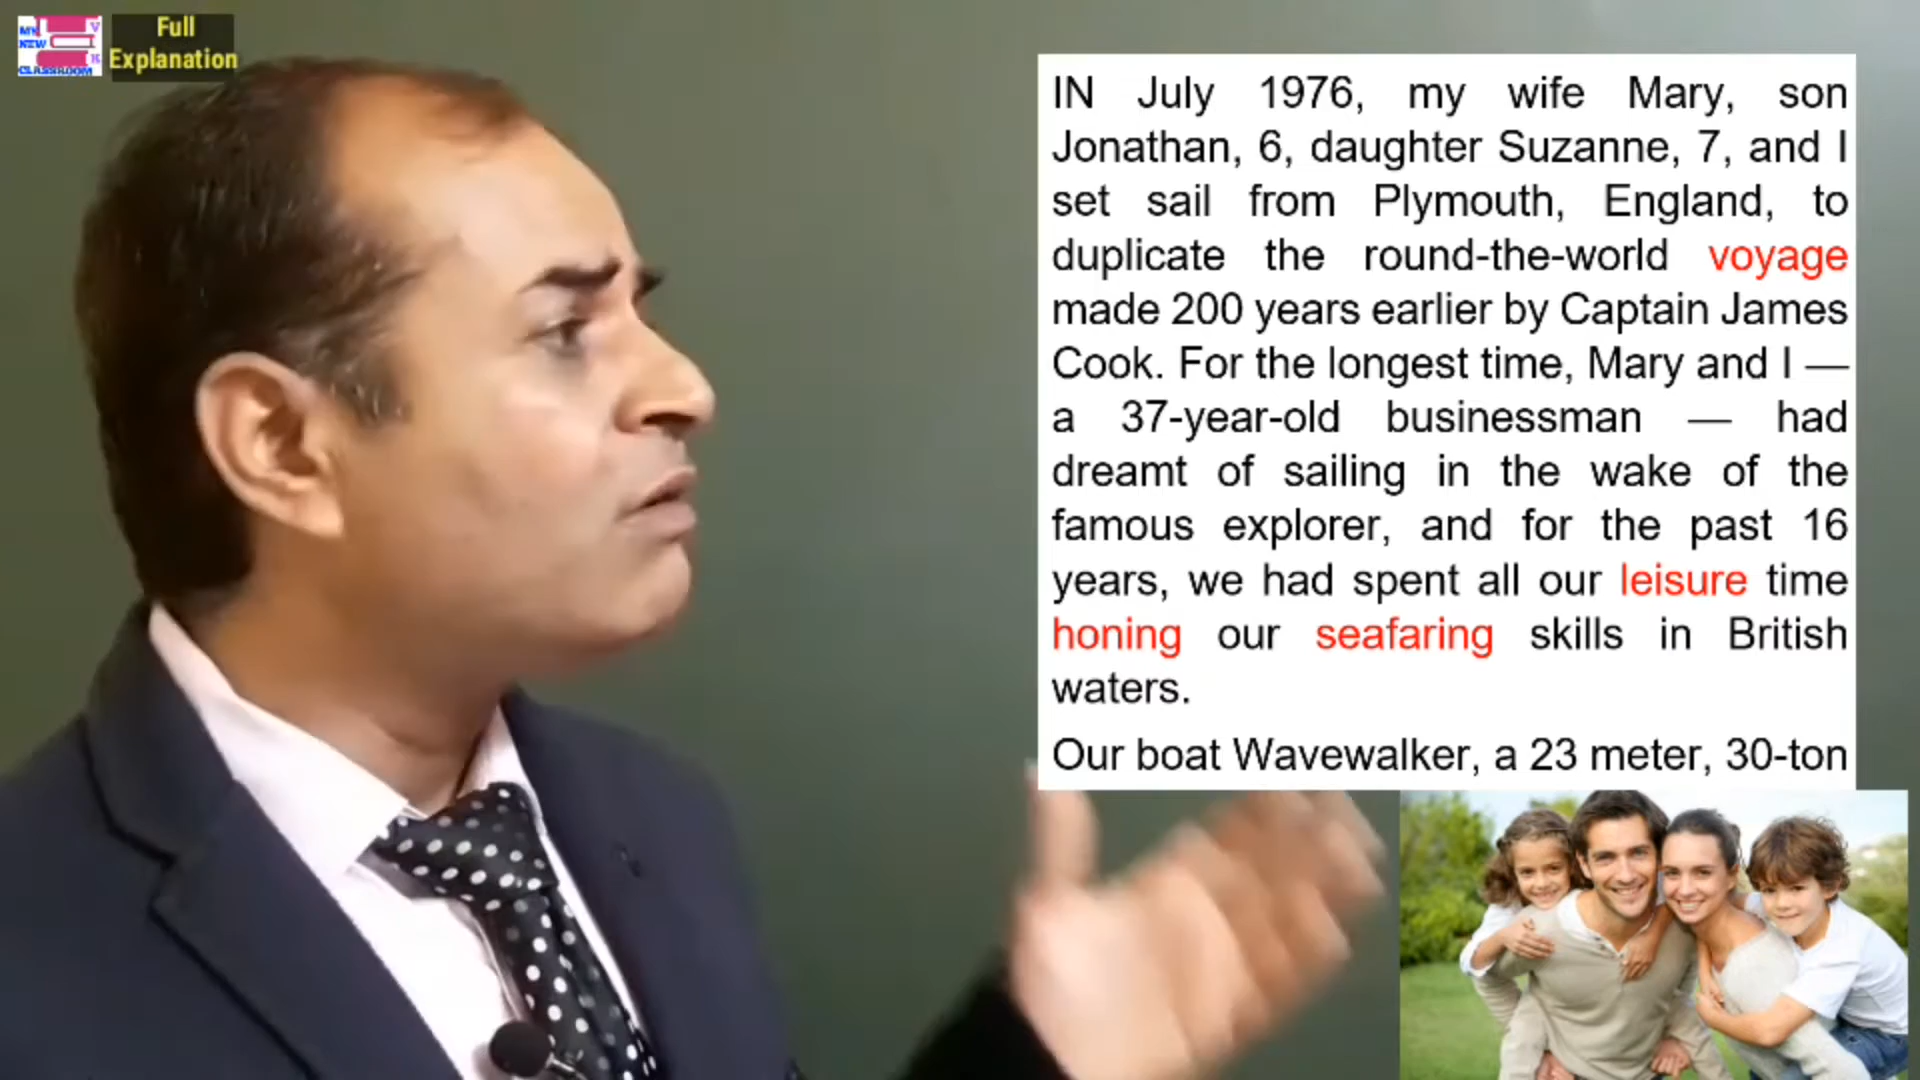 MY
NEW
CLASSROOM
V
K
Full
Explanation
IN July 1976, my wife Mary, son
Jonathan, 6, daughter Suzanne, 7, and I
set sail from Plymouth, England, to
duplicate the round-the-world voyage
made 200 years earlier by Captain James
Cook. For the longest time, Mary and I —
a 37-year-old businessman — had
dreamt of sailing in the wake of the
famous explorer, and for the past 16
years, we had spent all our leisure time
honing our seafaring skills in British
waters.
Our boat Wavewalker, a 23 meter, 30-ton